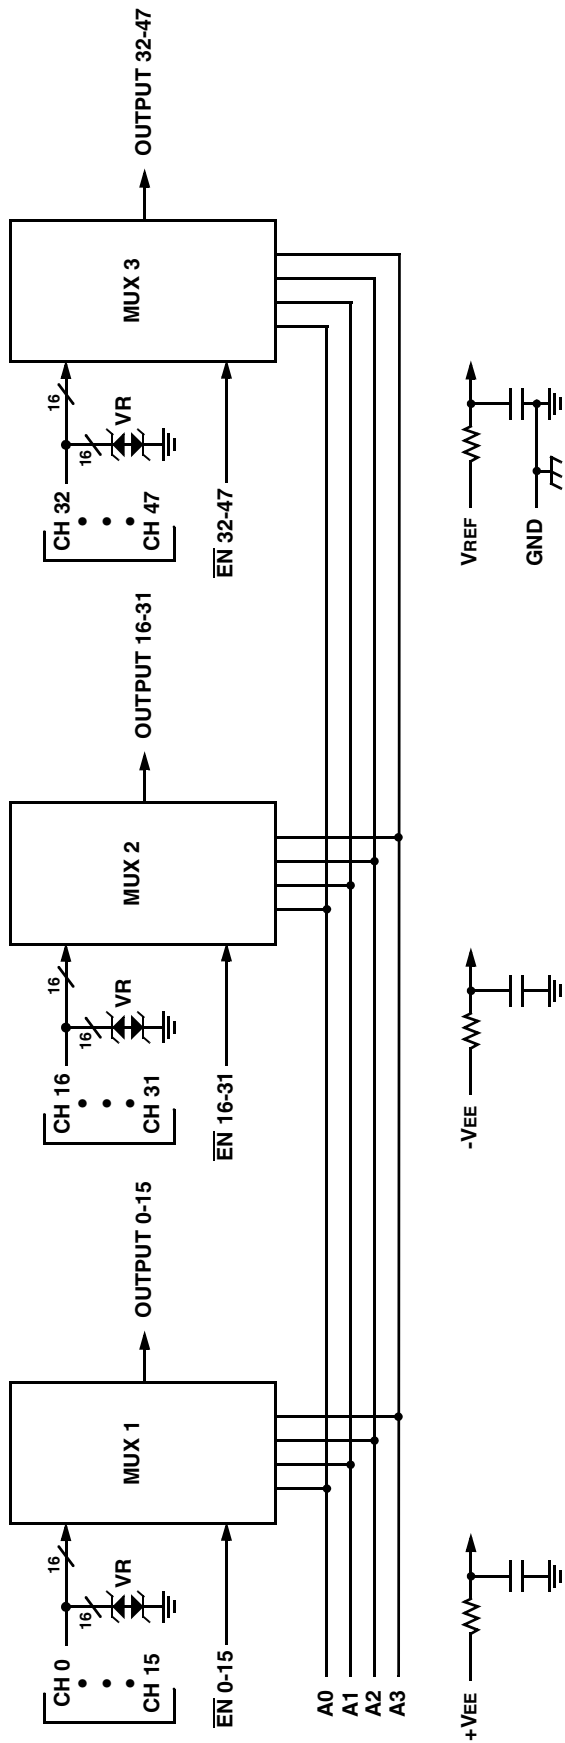 CH 0
CH 15
16
16
VR
EN 0-15
MUX 1
OUTPUT 0-15
CH 16
CH 31
16
16
VR
EN 16-31
MUX 2
OUTPUT 16-31
CH 32
CH 47
16
16
VR
EN 32-47
MUX 3
OUTPUT 32-47
A0
A1
A2
A3
+VEE
-VEE
VREF
GND